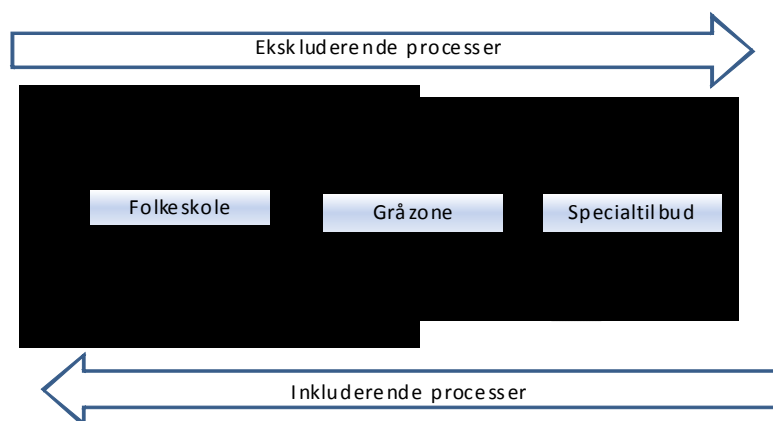 Ekskluderende processer
Folkeskole
Gråzone
Specialtilbud
Inkluderende processer